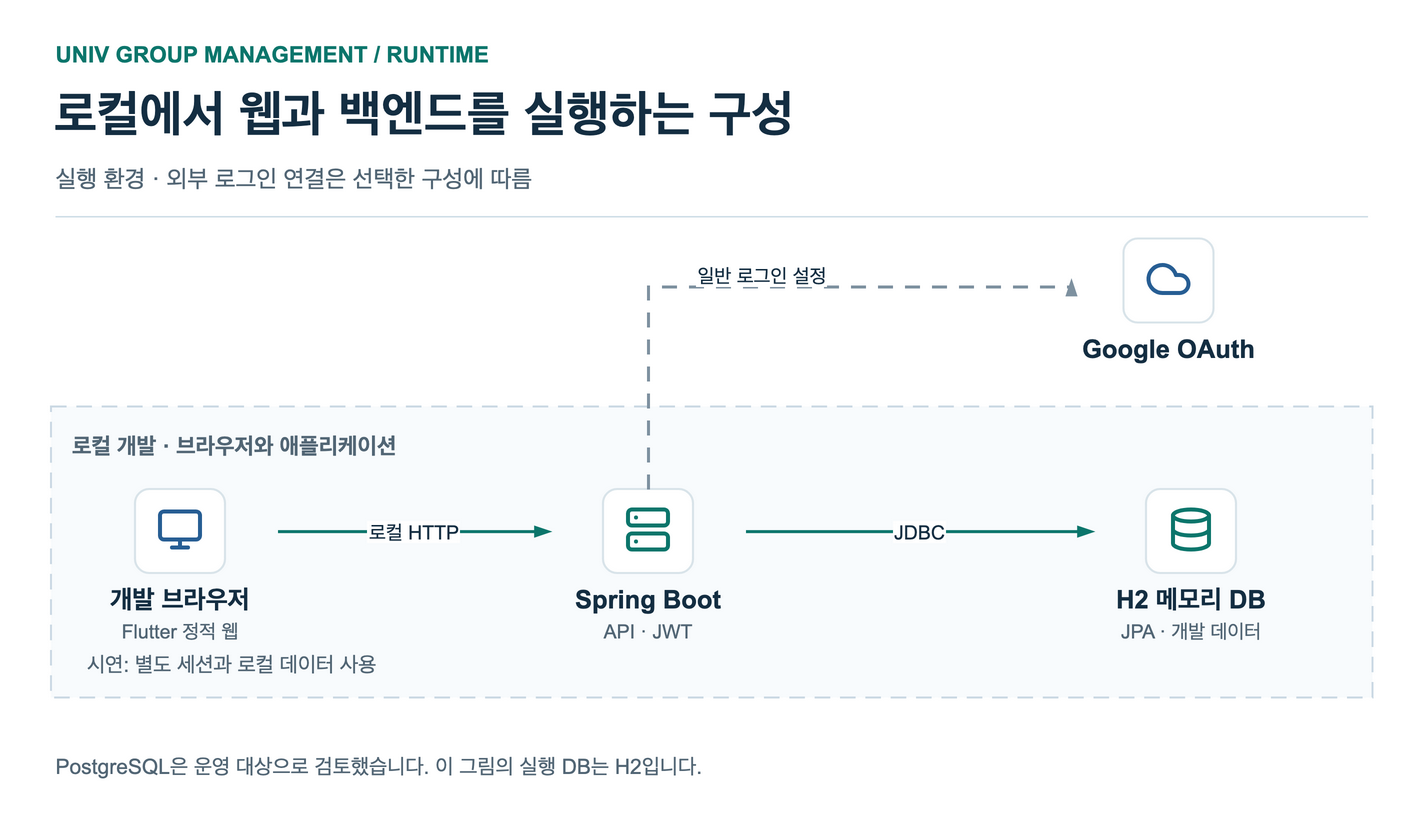 UNIV GROUP MANAGEMENT / RUNTIME
로컬에서 웹과 백엔드를 실행하는 구성
실행 환경 · 외부 로그인 연결은 선택한 구성에 따름
일반 로그인 설정
Google OAuth
로컬 개발 · 브라우저와 애플리케이션
로컬 HTTP
JDBC
개발 브라우저
Flutter 정적 웹
시연: 별도 세션과 로컬 데이터 사용
Spring Boot
API · JWT
H2 메모리 DB
JPA · 개발 데이터
PostgreSQL은 운영 대상으로 검토했습니다. 이 그림의 실행 DB는 H2입니다.